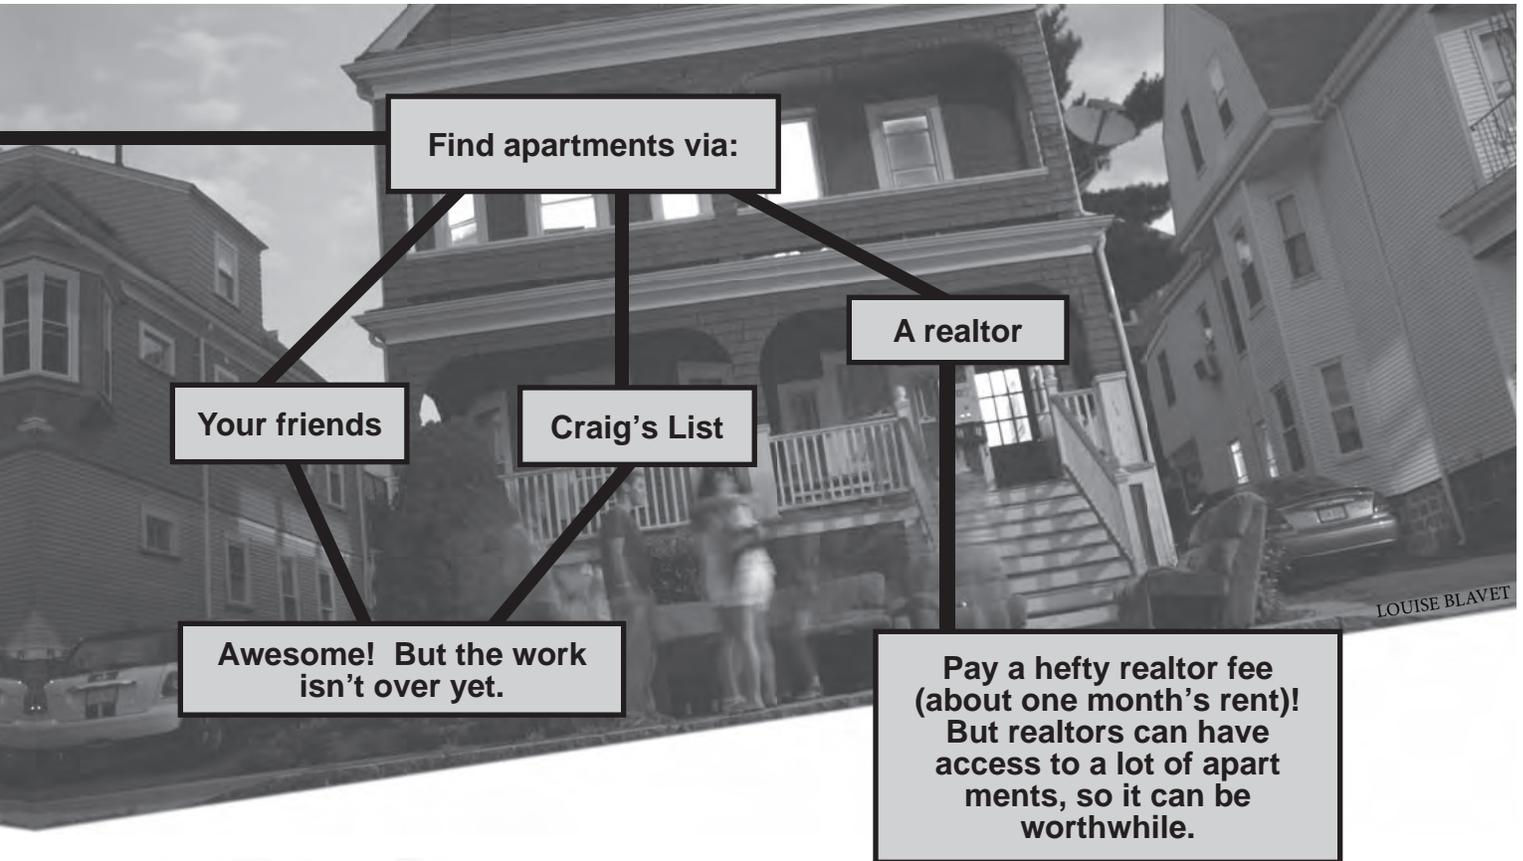 Find apartments via:
A realtor
Your friends
Craig's List
Awesome!  But the work
isn't over yet.
LOUISE BLAVET
Pay a hefty realtor fee
(about one month's rent)!
But realtors can have
access to a lot of apart
ments, so it can be
worthwhile.